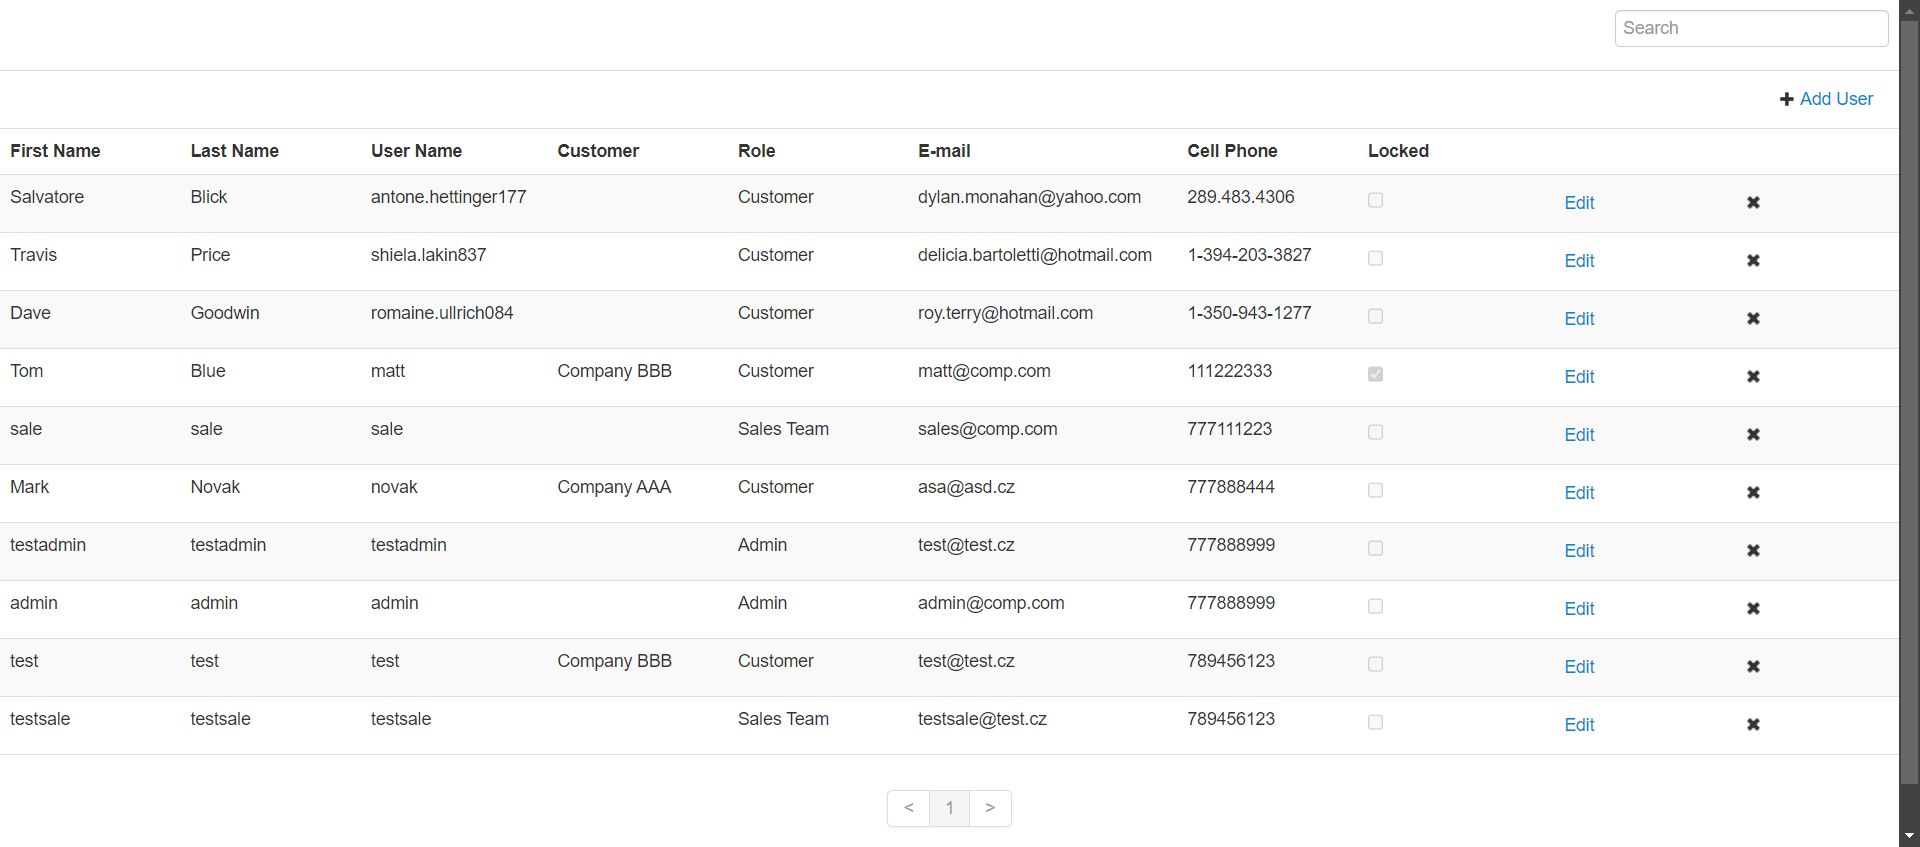 Search
Add User
First Name Last Name User Name Customer Role E-mail Cell Phone Locked
Salvatore Blick antone.hettinger177 Customer dylan.monahan@yahoo.com 289.483.4306 Edit
Travis Price shiela.lakin837 Customer delicia.bartoletti@hotmail.com 1-394-203-3827 Edit
Dave Goodwin romaine.ullrich084 Customer roy.terry@hotmail.com 1-350-943-1277 Edit
Tom Blue matt Company BBB Customer matt@comp.com 111222333 Edit
sale sale sale Sales Team sales@comp.com 777111223 Edit
Mark Novak novak Company AAA Customer asa@asd.cz 777888444 Edit
testadmin testadmin testadmin Admin test@test.cz 777888999 Edit
admin admin admin Admin admin@comp.com 777888999 Edit
test test test Company BBB Customer test@test.cz 789456123 Edit
testsale testsale testsale Sales Team testsale@test.cz 789456123 Edit
< 1 >